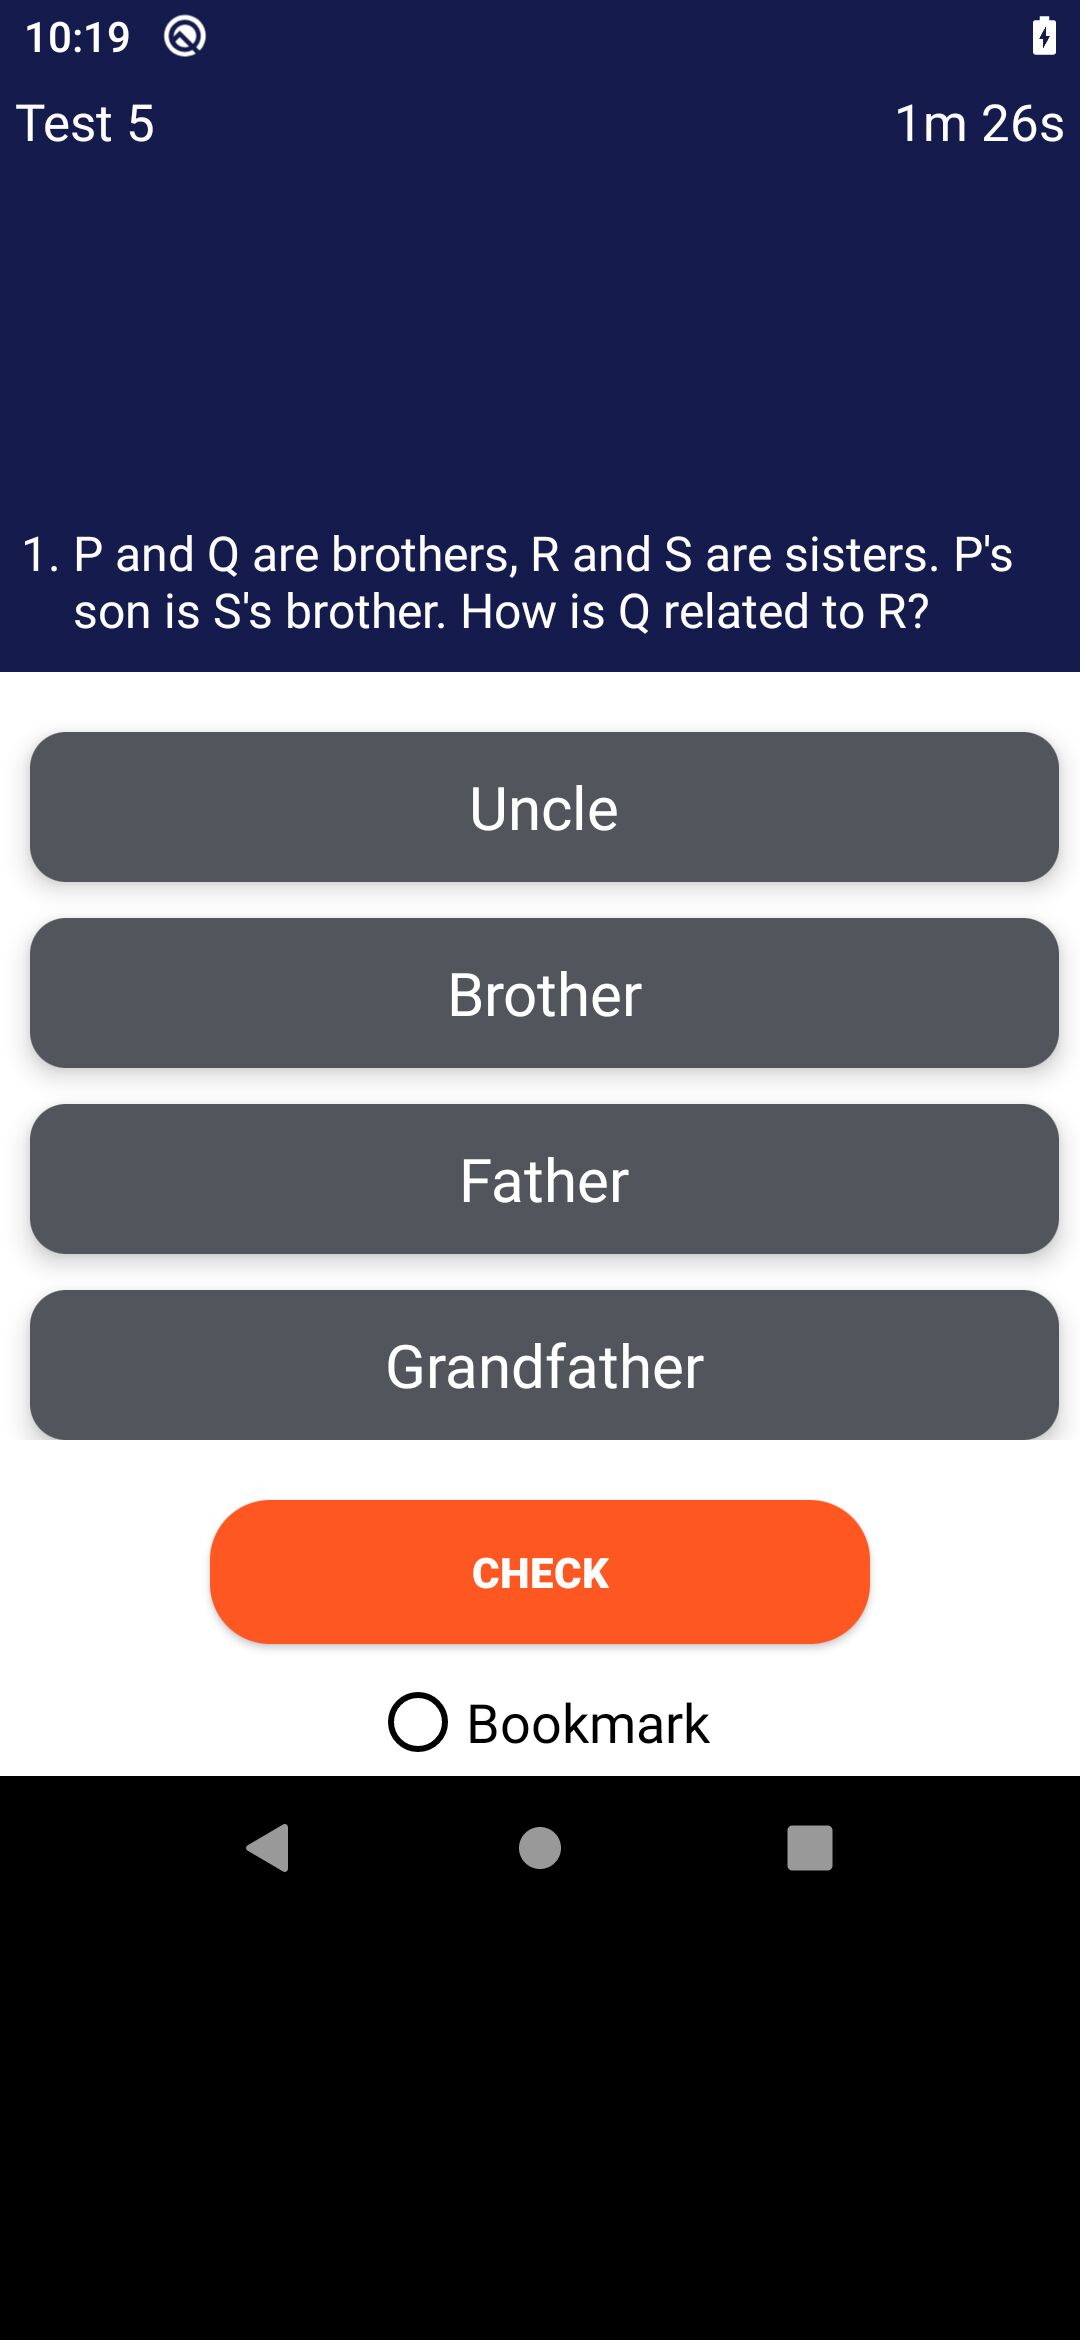 10:19
Test 5
1m 26s
1. P and Q are brothers, R and S are sisters. P's
son is S's brother. How is Q related to R?
Uncle
Brother
Father
Grandfather
CHECK
Bookmark